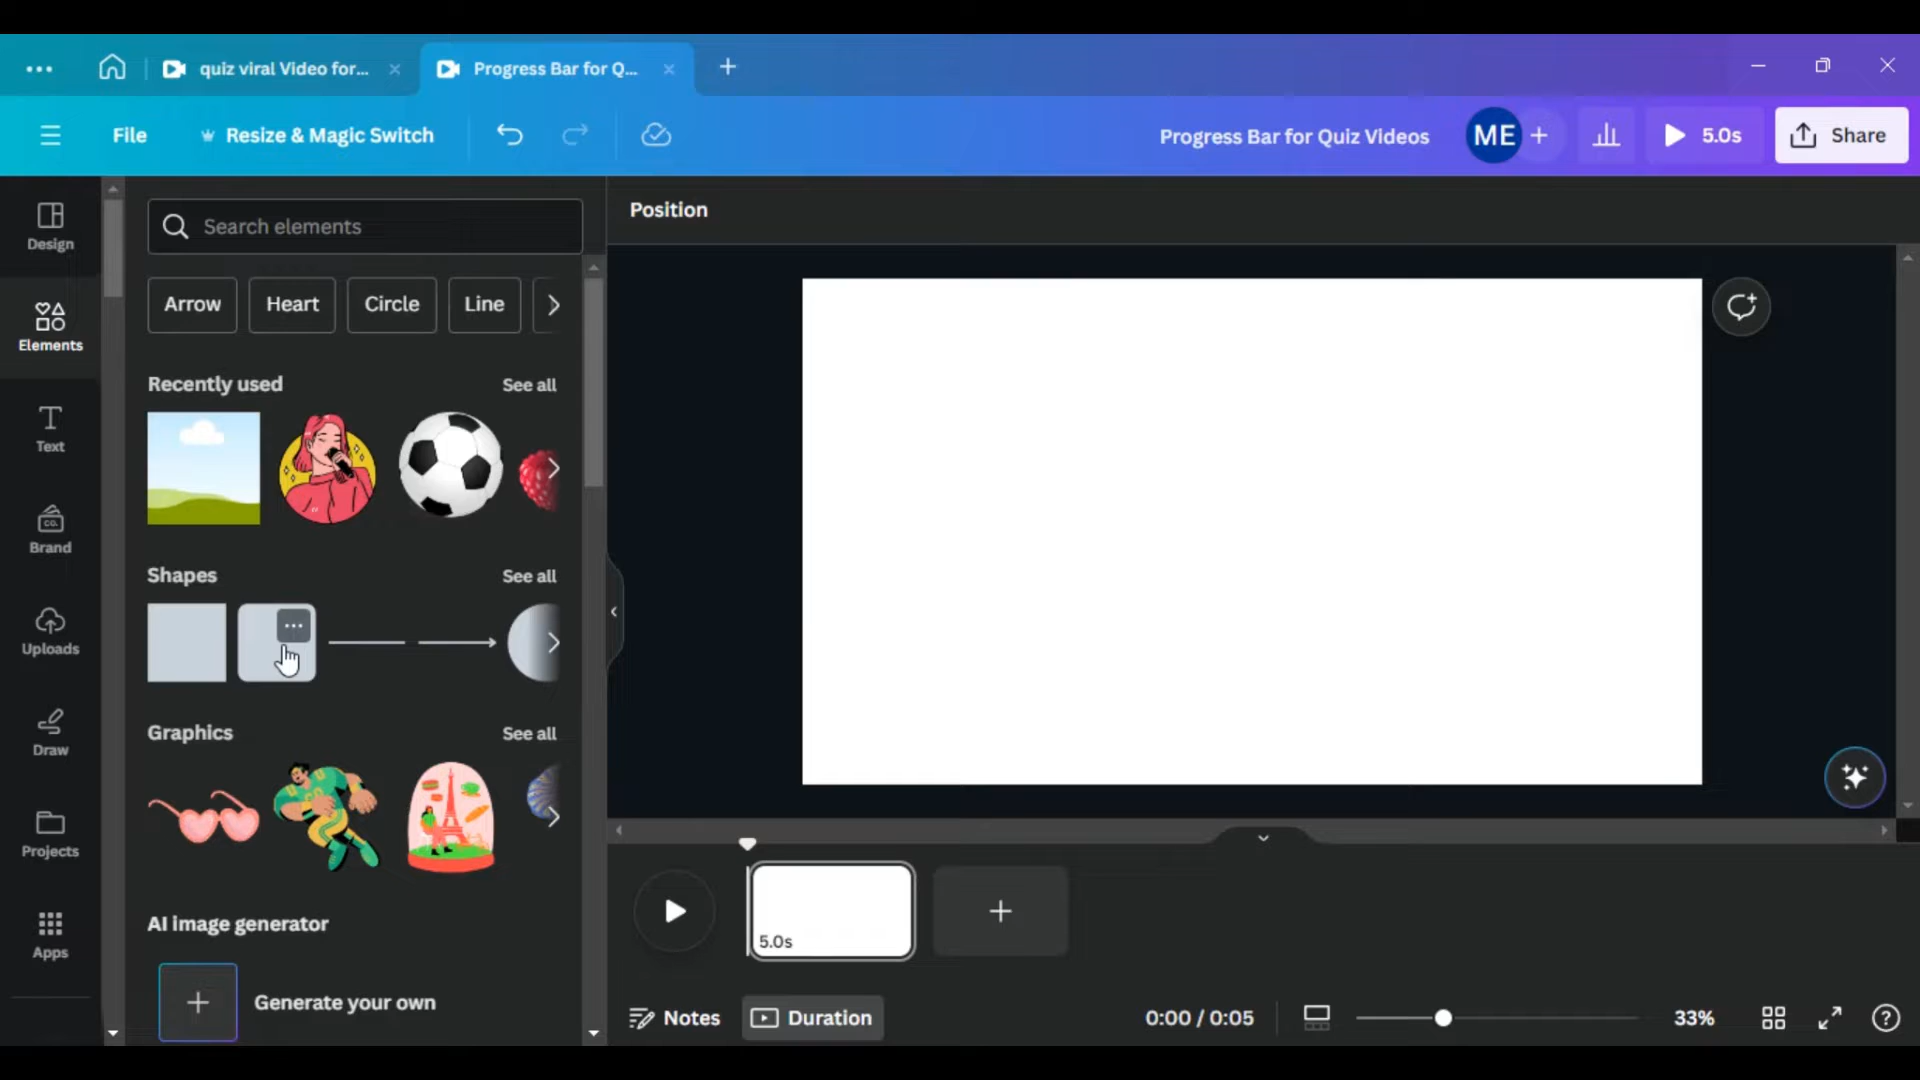 quiz viral Video for...
Progress Bar for Q...
File
Resize & Magic Switch
Progress Bar for Quiz Videos
ME
5.0s
Share
Design
Elements
Text
CO.
Brand
Uploads
Draw
Projects
Apps
Search elements
Arrow
Heart
Circle
Line
Recently used
See all
Shapes
See all
Graphics
See all
AI image generator
Generate your own
Position
5.0s
Notes
Duration
0:00 / 0:05
33%